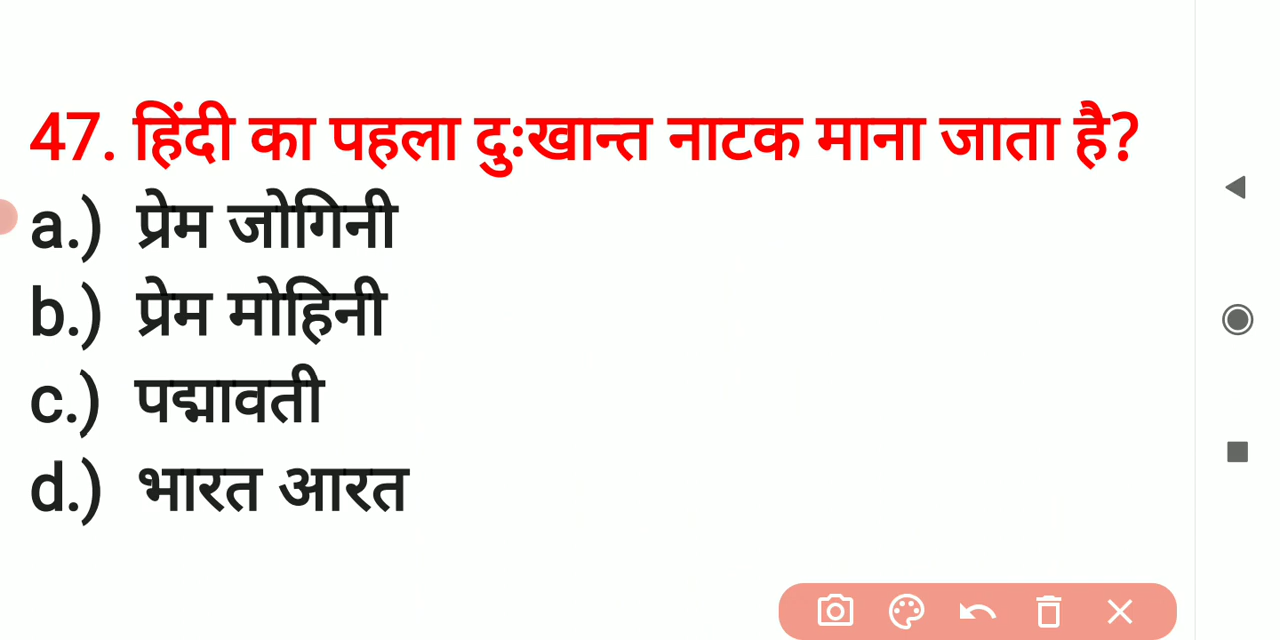 47. हिंदी का पहला दुःखान्त नाटक माना जाता है?
a.) प्रेम जोगिनी
b.) प्रेम मोहिनी
c.) पद्मावती
d.) भारत आरत